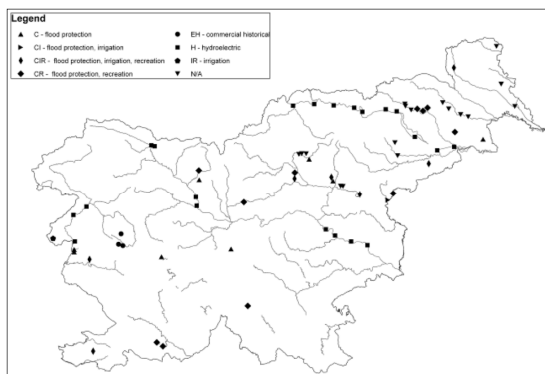 Legend
C - flood protection
CI - flood protection, irrigation
CIR - flood protection, irrigation, recreation
CR - flood protection, recreation
EH - commercial historical
H - hydroelectric
IR - irrigation
N/A